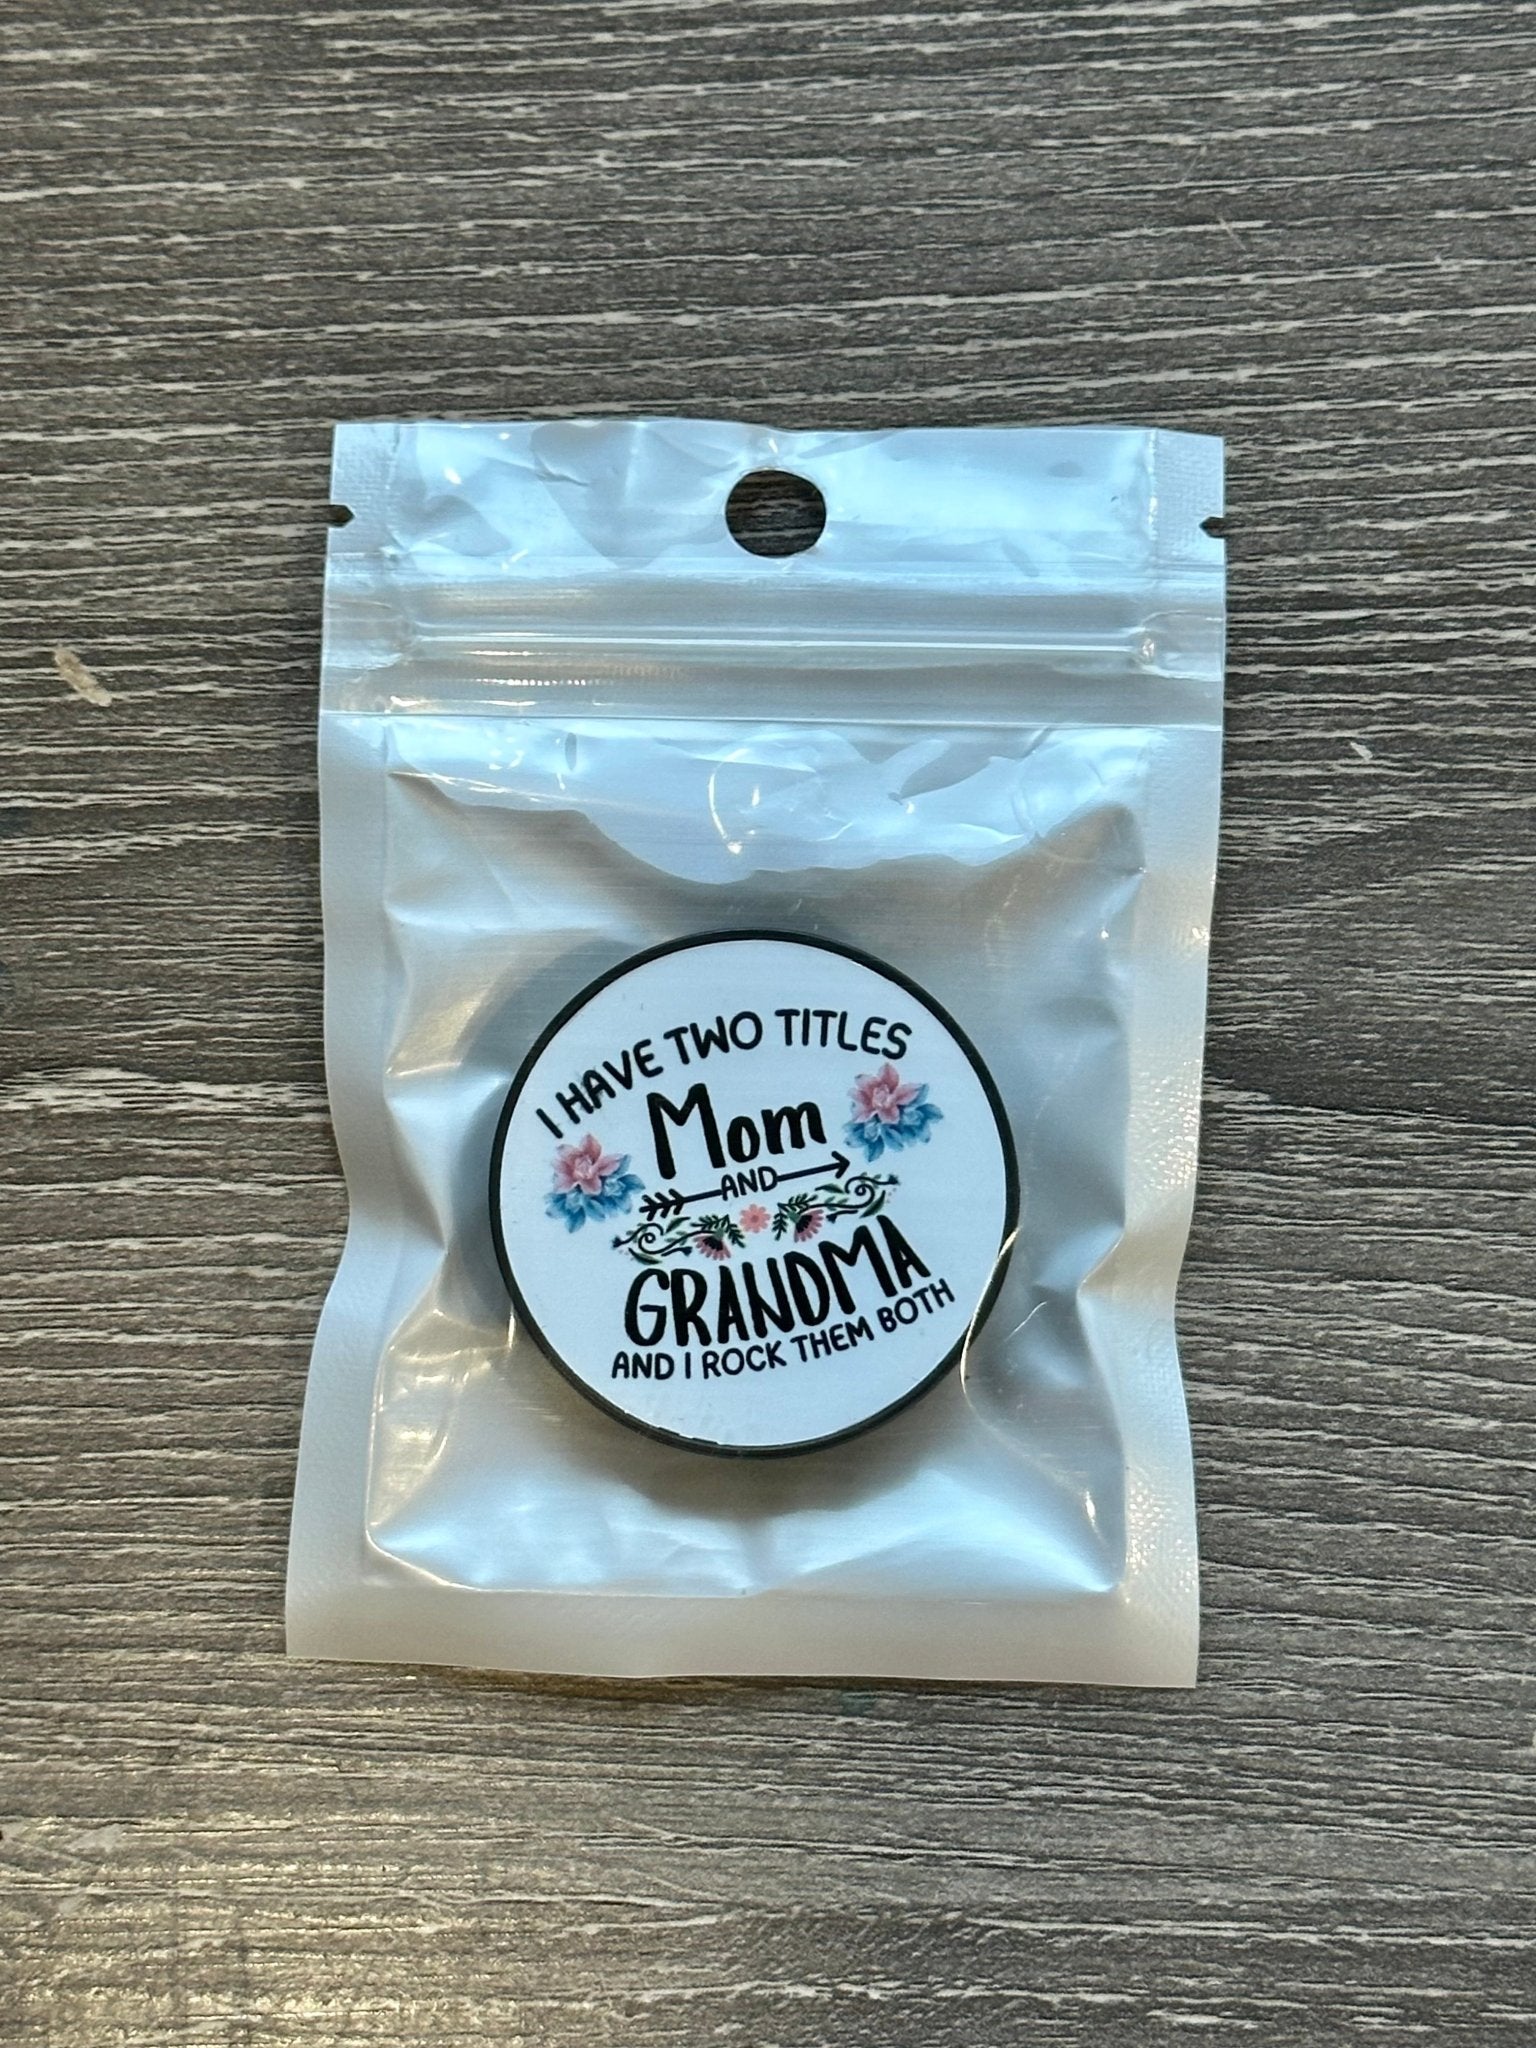 I HAVE TWO TITLES
Mom
AND
GRANDMA
AND I ROCK THEM BOTH